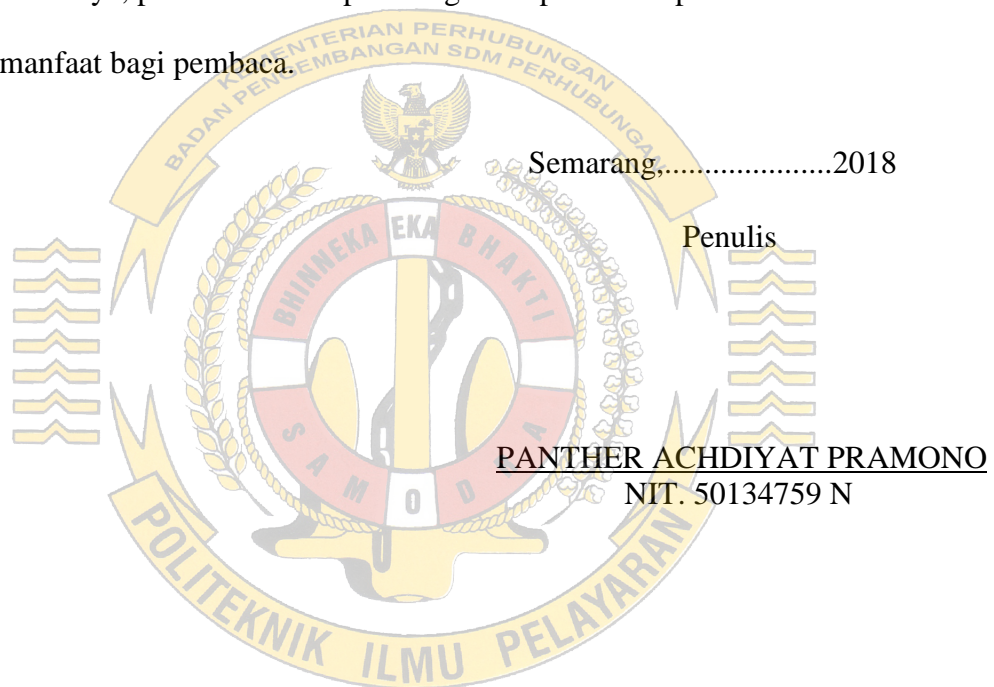 manfaat bagi pembaca.
KEMENTERIAN PERHUBUNGAN
BADAN PENGEMBANGAN SDM PERHUBUNGAN
Semarang,.....................2018
Penulis
BHINNEKA EKA BHAKTI
SAMODRA
PANTHER ACHDIYAT PRAMONO
NIT. 50134759 N
POLITEKNIK ILMU PELAYARAN